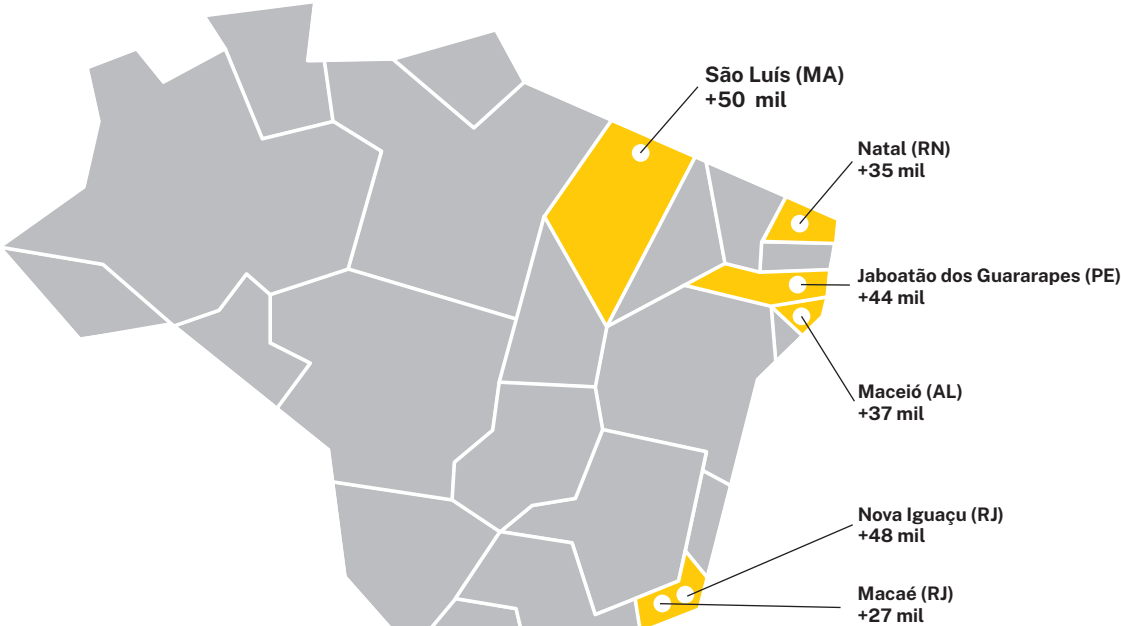 São Luís (MA)
+50 mil
Natal (RN)
+35 mil
Jaboatão dos Guararapes (PE)
+44 mil
Maceió (AL)
+37 mil
Nova Iguaçu (RJ)
+48 mil
Macaé (RJ)
+27 mil